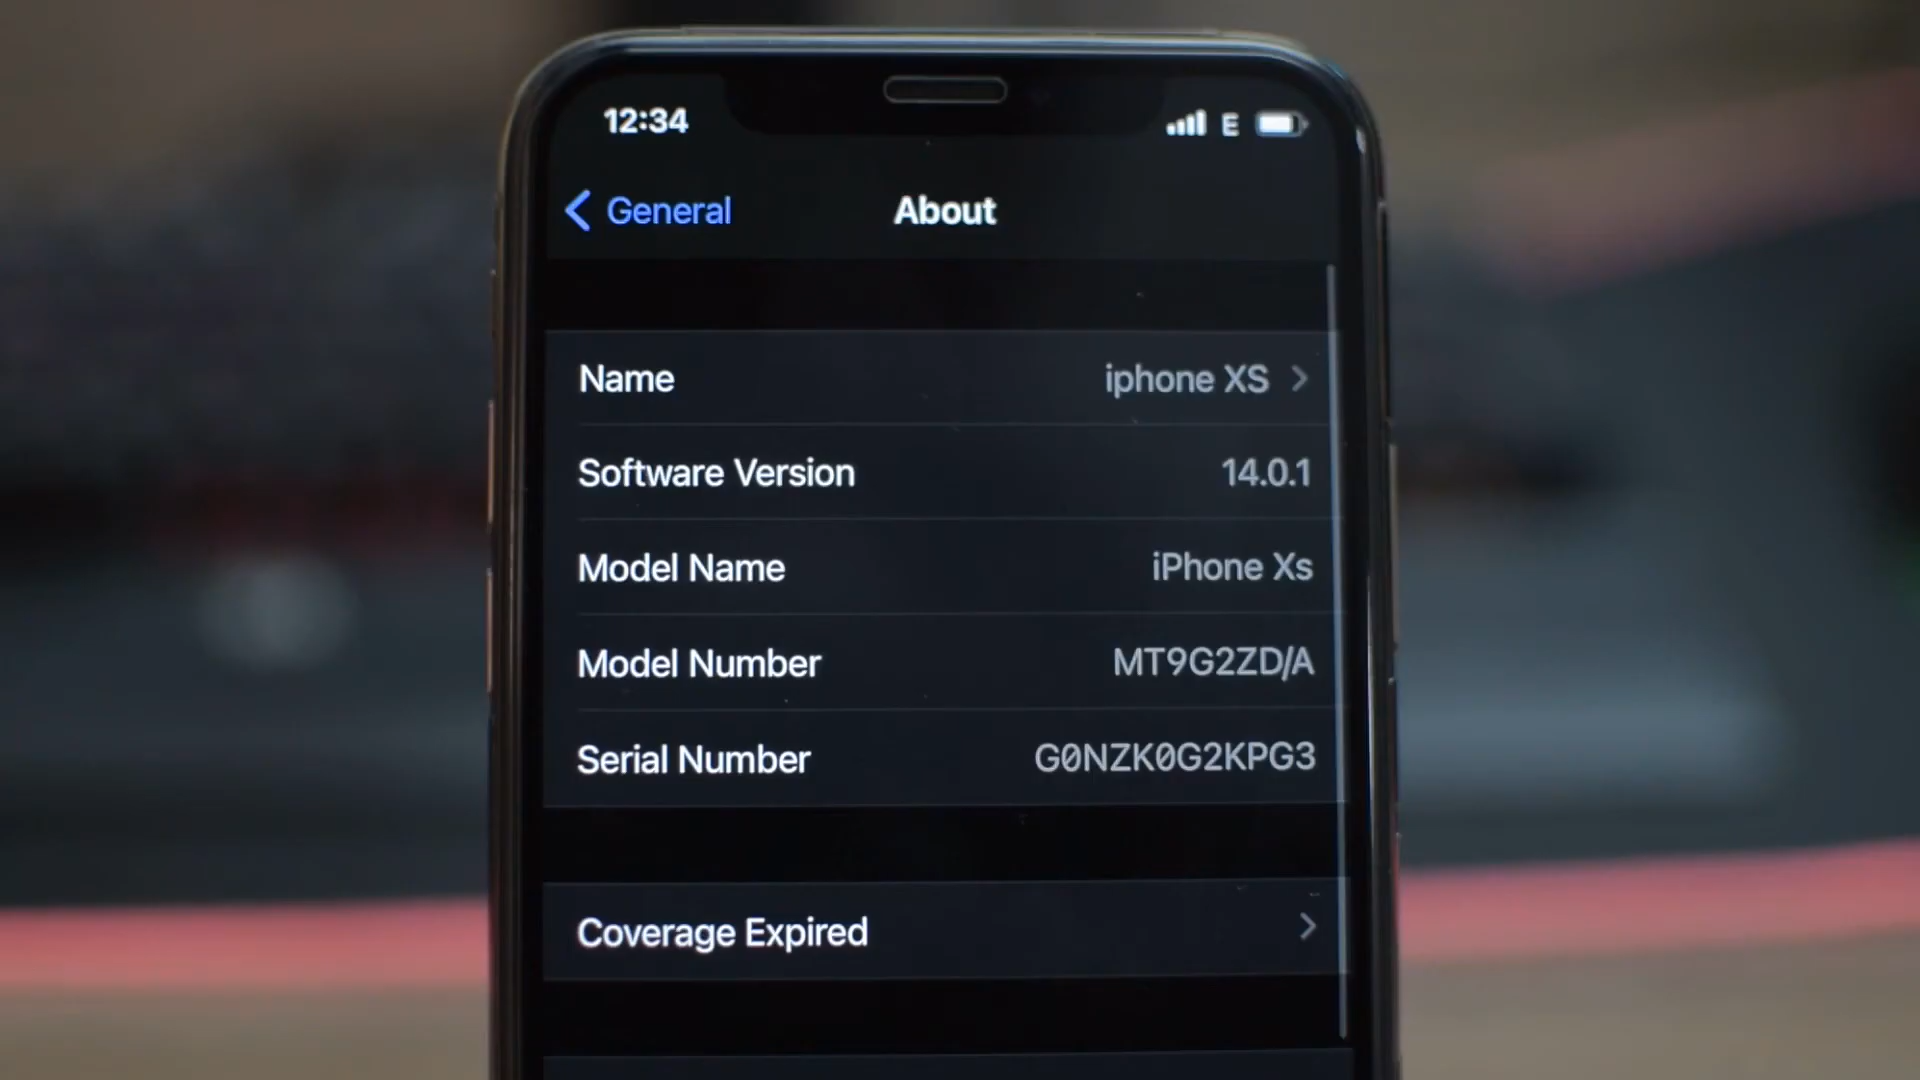 12:34 E
General About
Name iphone XS
Software Version 14.0.1
Model Name iPhone Xs
Model Number MT9G2ZD/A
Serial Number G0NZK0G2KPG3
Coverage Expired